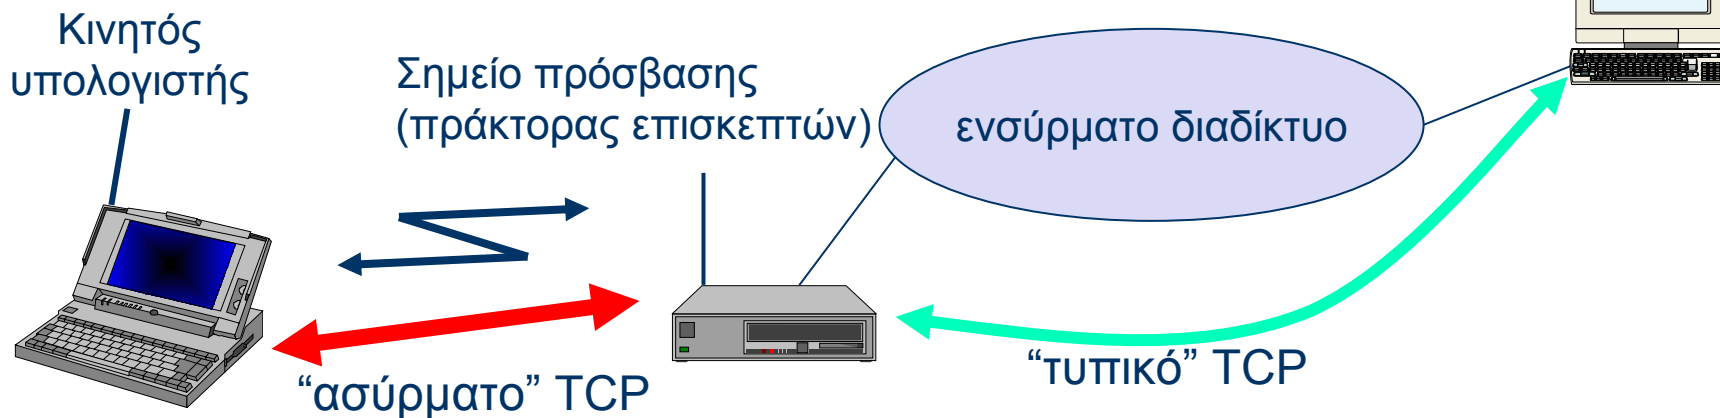 Κινητός
υπολογιστής
Σημείο πρόσβασης
(πράκτορας επισκεπτών)
ενσύρματο διαδίκτυο
“ασύρματο” TCP
“τυπικό” TCP